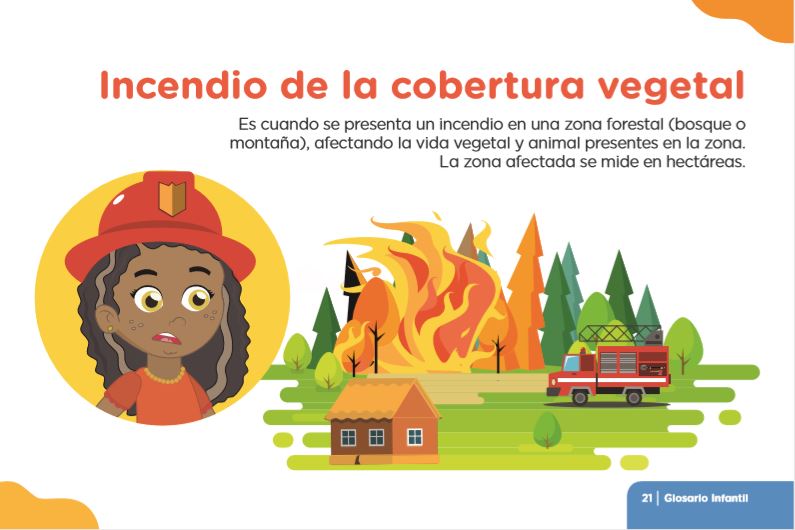 Incendio de la cobertura vegetal
Es cuando se presenta un incendio en una zona forestal (bosque o
montaña), afectando la vida vegetal y animal presentes en la zona.
La zona afectada se mide en hectáreas.
21 | Glosario Infantil